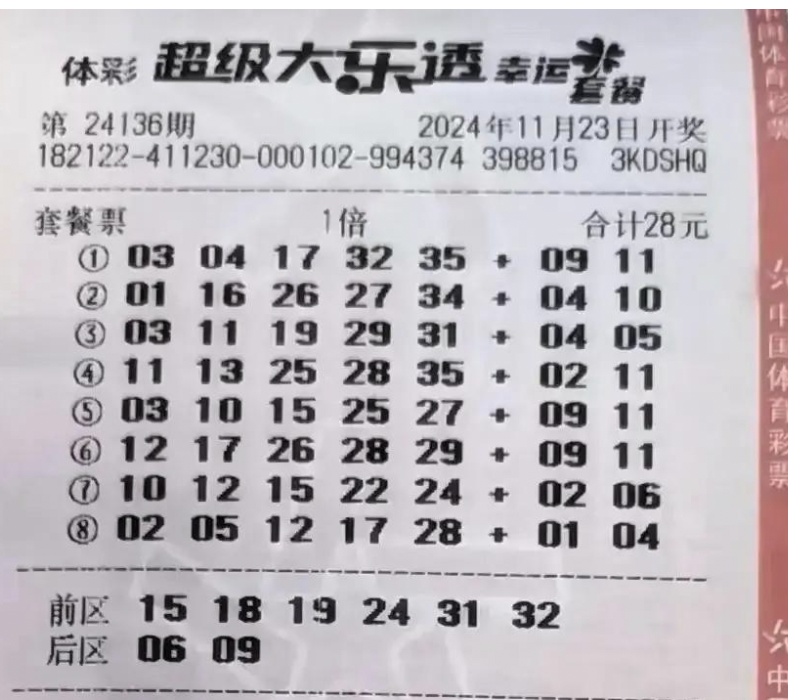 体彩 超级大乐透 幸运 套餐
第 24136期 2024年11月23日开奖
182122-411230-000102-994374 398815 3KDSHQ
套餐票 1倍 合计28元
① 03 04 17 32 35 + 09 11
② 01 16 26 27 34 + 04 10
③ 03 11 19 29 31 + 04 05
④ 11 13 25 28 35 + 02 11
⑤ 03 10 15 25 27 + 09 11
⑥ 12 17 26 28 29 + 09 11
⑦ 10 12 15 22 24 + 02 06
⑧ 02 05 12 17 28 + 01 04
前区 15 18 19 24 31 32
后区 06 09
中国体育彩票
中国体育彩票
中